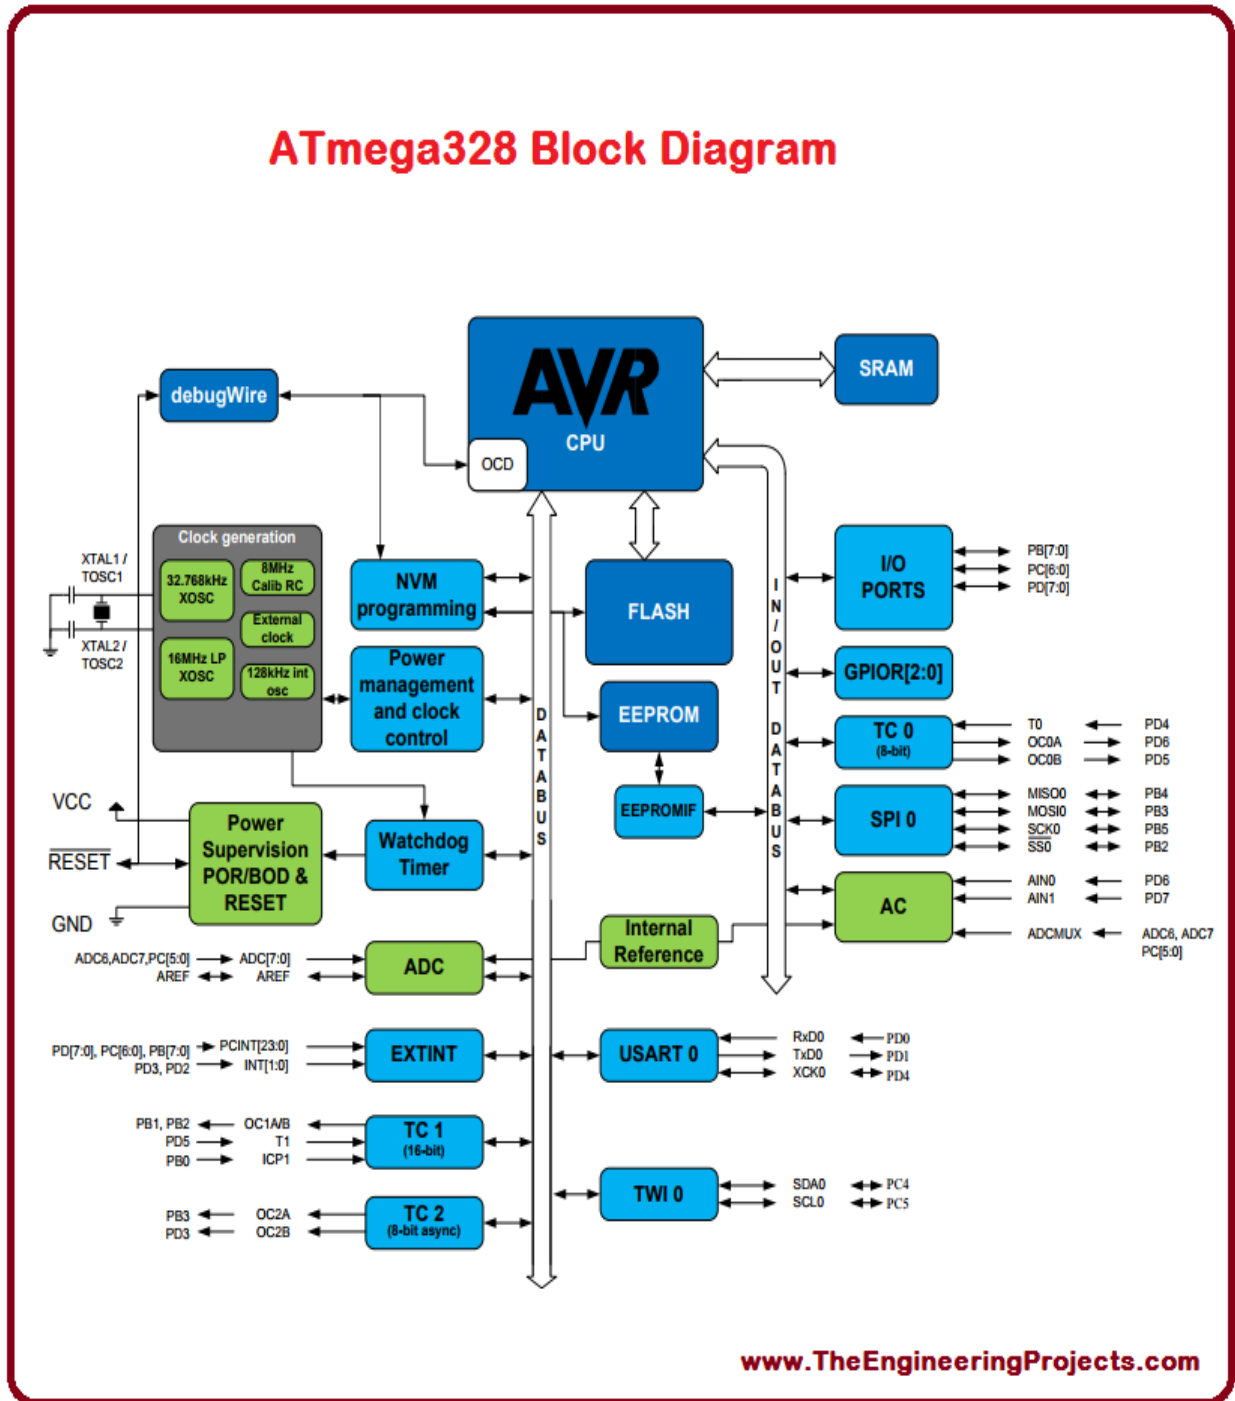 ATmega328 Block Diagram
AVR
CPU
OCD
SRAM
debugWire
Clock generation
32.768kHz
XOSC
8MHz
Calib RC
External
clock
16MHz LP
XOSC
128kHz int
osc
XTAL1 /
TOSC1
XTAL2 /
TOSC2
NVM
programming
Power
management
and clock
control
FLASH
EEPROM
EEPROMIF
DATABUS
IN/OUT
DATABUS
I/O
PORTS
PB[7:0]
PC[6:0]
PD[7:0]
GPIOR[2:0]
TC 0
(8-bit)
T0 PD4
OC0A PD6
OC0B PD5
SPI 0
MISO0 PB4
MOSI0 PB3
SCK0 PB5
SS0 PB2
AC
AIN0 PD6
AIN1 PD7
ADCMUX ADC6, ADC7
PC[5:0]
VCC
RESET
GND
Power
Supervision
POR/BOD &
RESET
Watchdog
Timer
Internal
Reference
ADC6,ADC7,PC[5:0] ADC[7:0]
AREF AREF
ADC
PD[7:0], PC[6:0], PB[7:0] PCINT[23:0]
PD3, PD2 INT[1:0]
EXTINT
USART 0
RxD0 PD0
TxD0 PD1
XCK0 PD4
PB1, PB2 OC1A/B
PD5 T1
PB0 ICP1
TC 1
(16-bit)
TWI 0
SDA0 PC4
SCL0 PC5
PB3 OC2A
PD3 OC2B
TC 2
(8-bit async)
www.TheEngineeringProjects.com